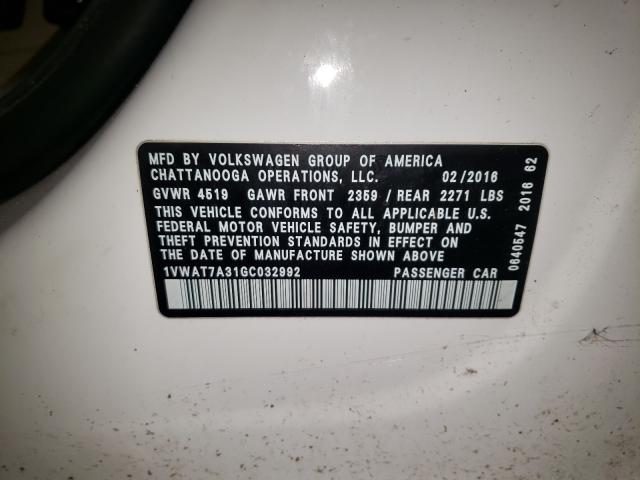 MFD BY VOLKSWAGEN GROUP OF AMERICA
CHATTANOOGA OPERATIONS, LLC. 02/2016
GVWR 4519 GAWR FRONT 2359 / REAR 2271 LBS
THIS VEHICLE CONFORMS TO ALL APPLICABLE U.S.
FEDERAL MOTOR VEHICLE SAFETY, BUMPER AND
THEFT PREVENTION STANDARDS IN EFFECT ON
THE DATE OF MANUFACTURE SHOWN ABOVE
1VWAT7A31GC032992 PASSENGER CAR
0640547 2016 62